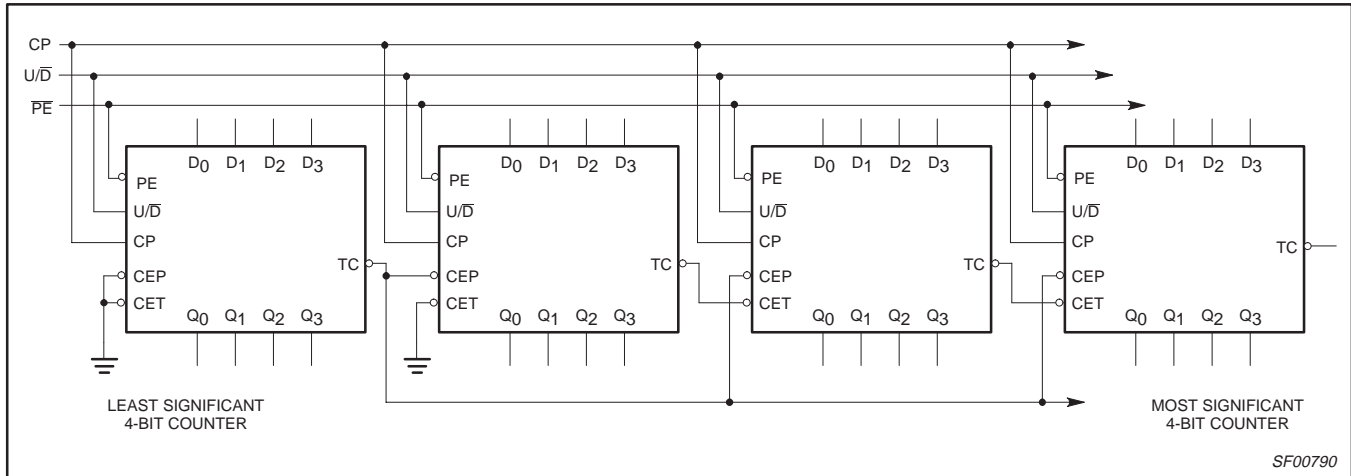 CP
U/D̅
P̅E̅
D0 D1 D2 D3
PE
U/D̅
CP
TC
CEP
CET
Q0 Q1 Q2 Q3
D0 D1 D2 D3
PE
U/D̅
CP
TC
CEP
CET
Q0 Q1 Q2 Q3
D0 D1 D2 D3
PE
U/D̅
CP
TC
CEP
CET
Q0 Q1 Q2 Q3
D0 D1 D2 D3
PE
U/D̅
CP
TC
CEP
CET
Q0 Q1 Q2 Q3
LEAST SIGNIFICANT
4-BIT COUNTER
MOST SIGNIFICANT
4-BIT COUNTER
SF00790